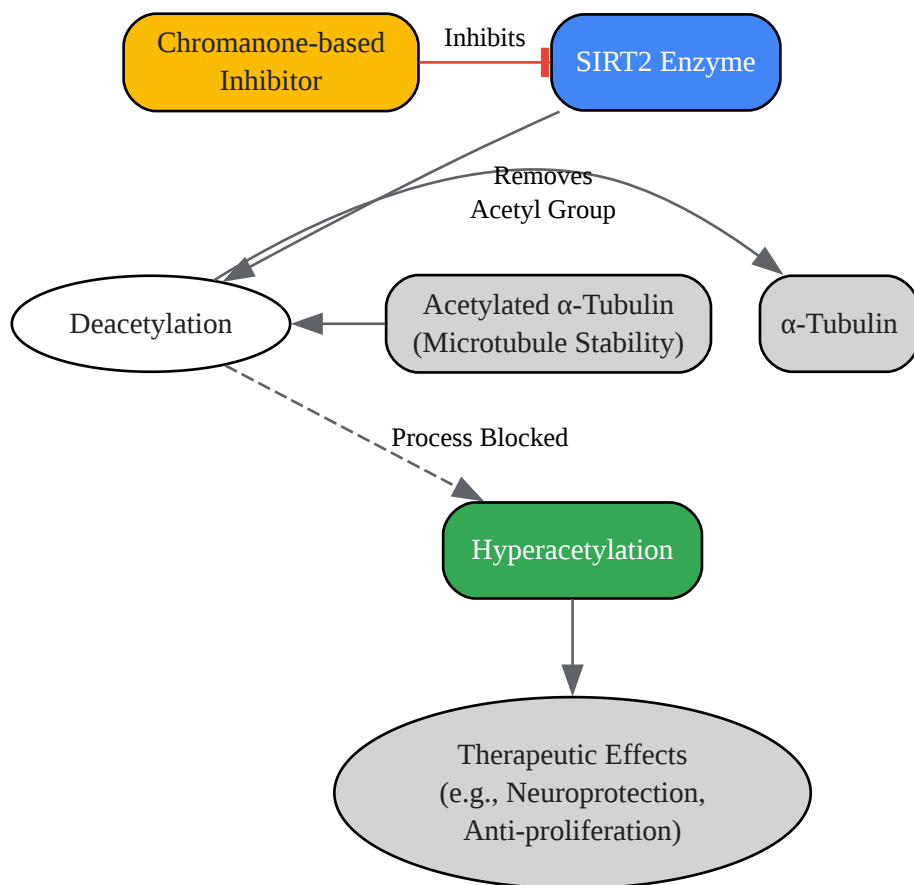 Chromanone-based
Inhibitor
Inhibits
SIRT2 Enzyme
Removes
Acetyl Group
Deacetylation
Acetylated α-Tubulin
(Microtubule Stability)
α-Tubulin
Process Blocked
Hyperacetylation
Therapeutic Effects
(e.g., Neuroprotection,
Anti-proliferation)